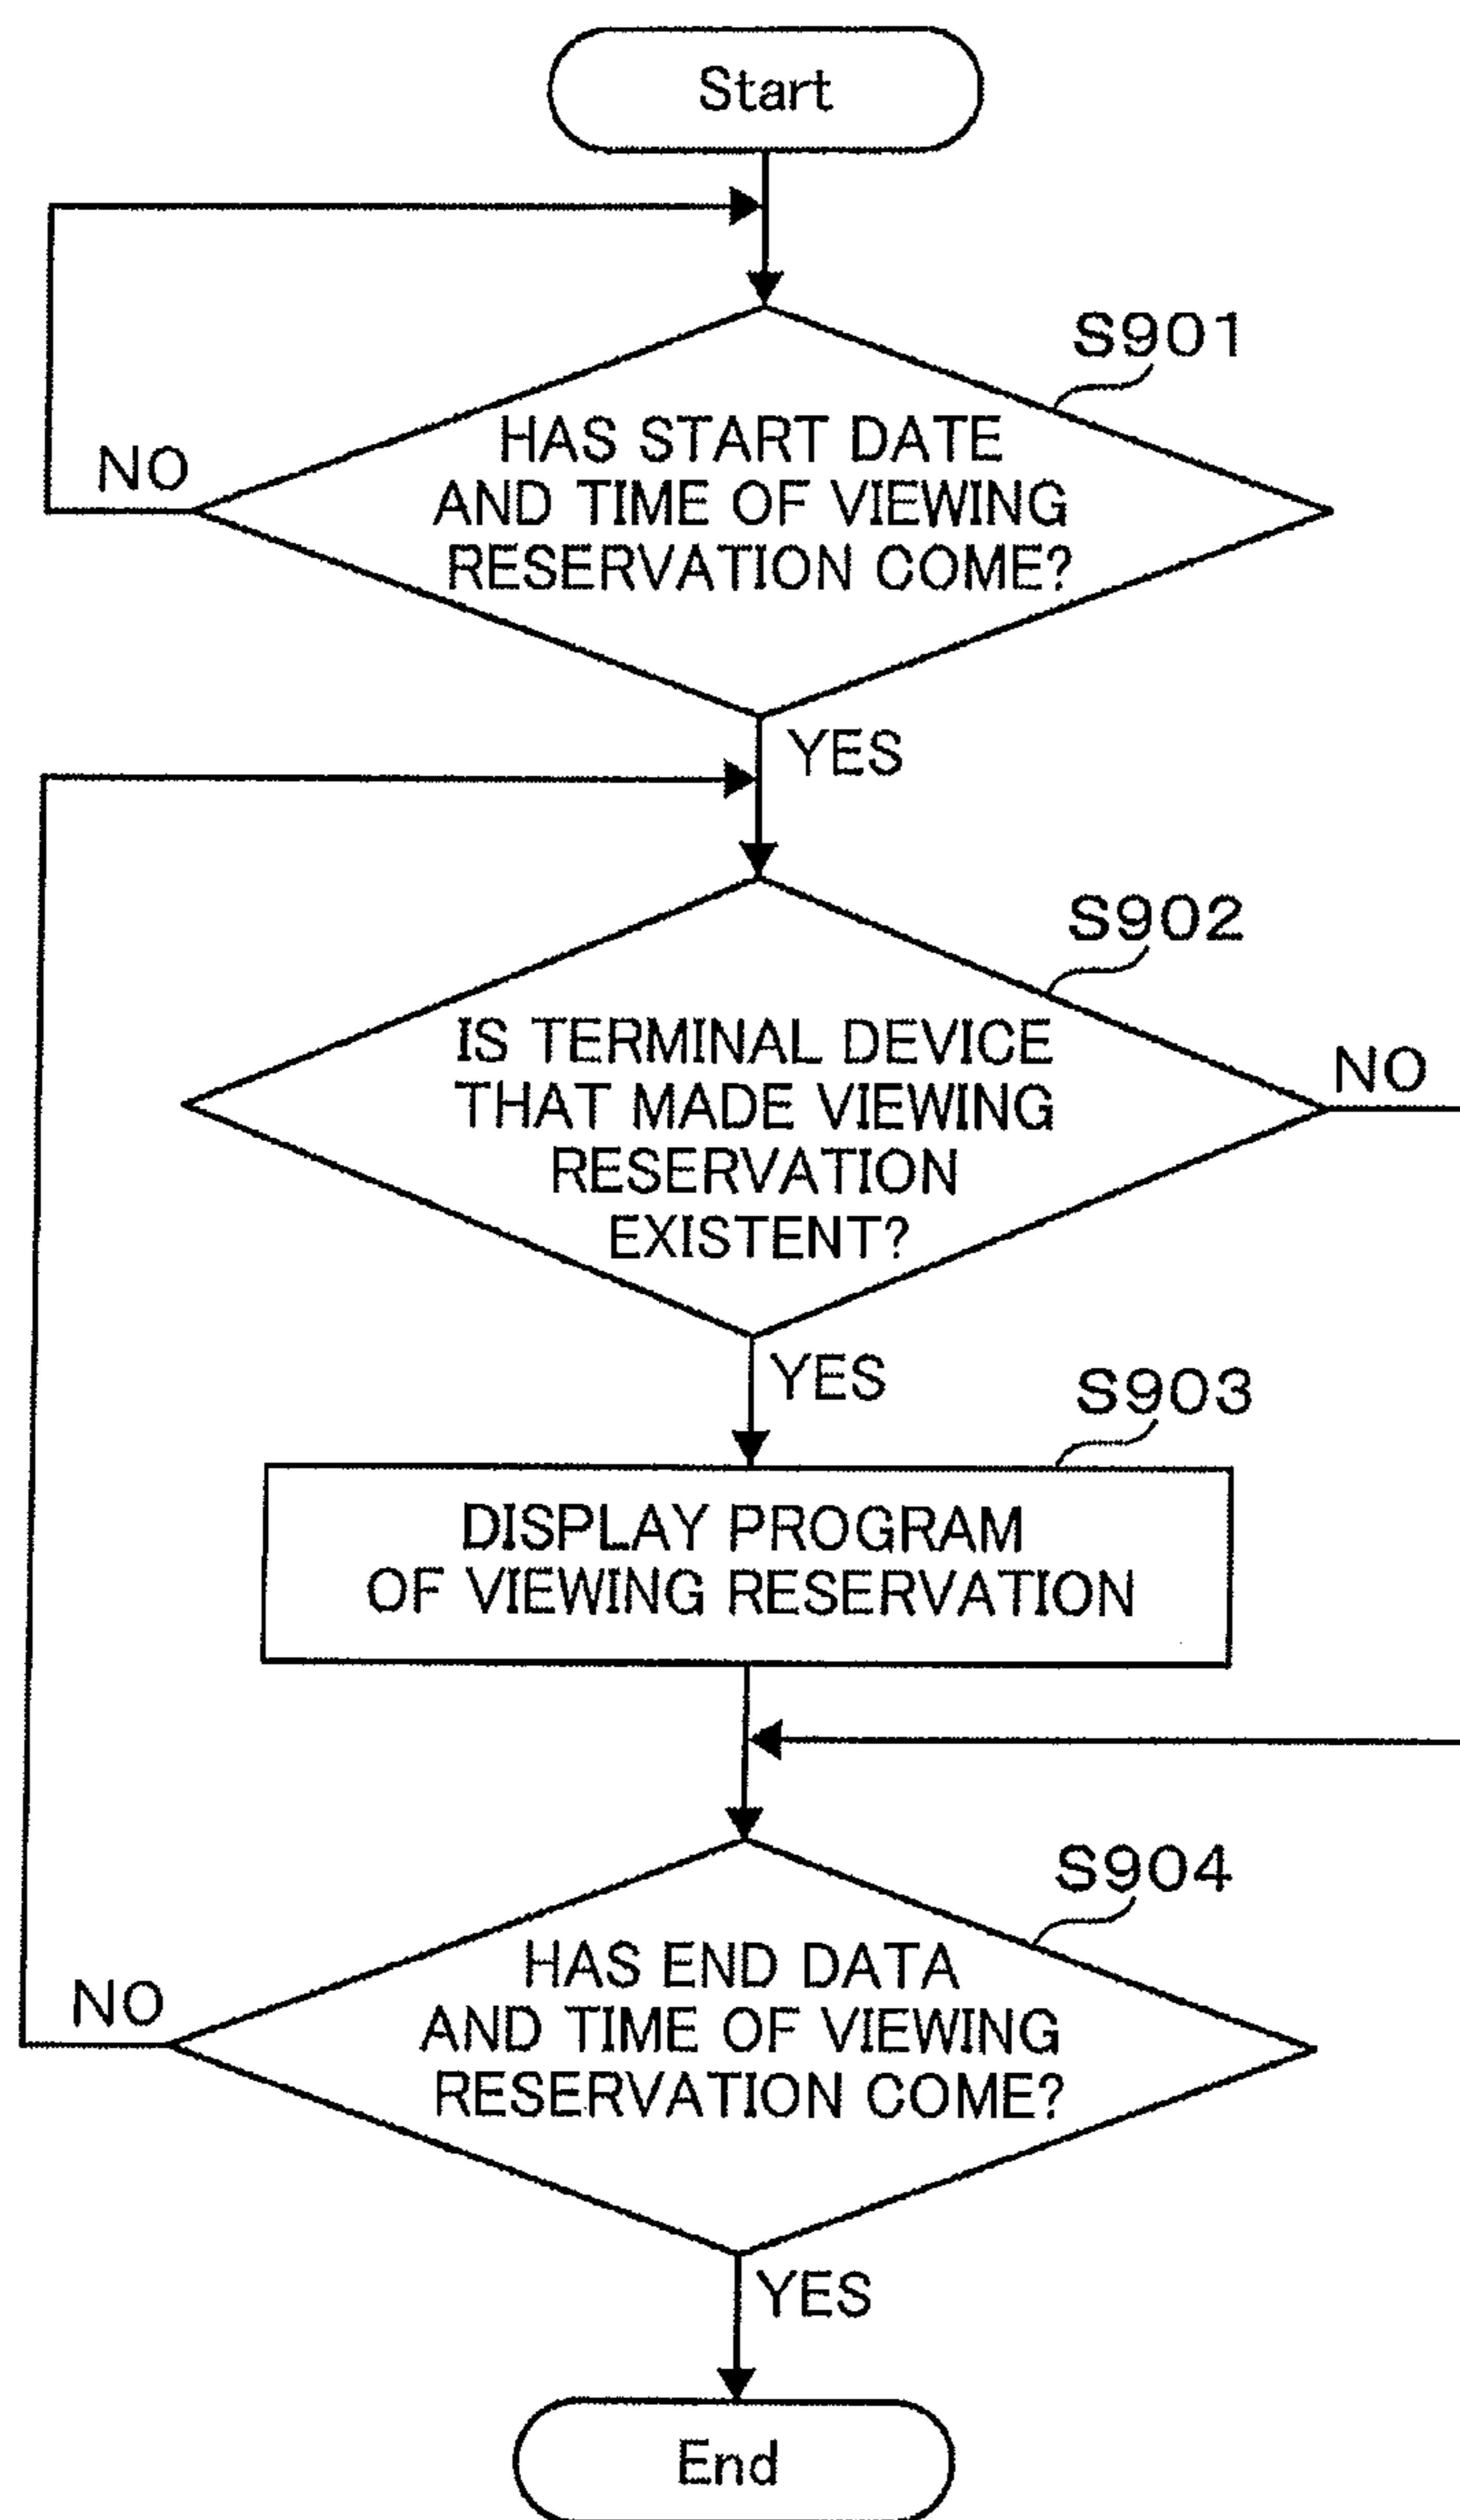 Start
S901
HAS START DATE
AND TIME OF VIEWING
RESERVATION COME?
NO
YES
S902
IS TERMINAL DEVICE
THAT MADE VIEWING
RESERVATION
EXISTENT?
NO
YES
S903
DISPLAY PROGRAM
OF VIEWING RESERVATION
S904
HAS END DATA
AND TIME OF VIEWING
RESERVATION COME?
NO
YES
End